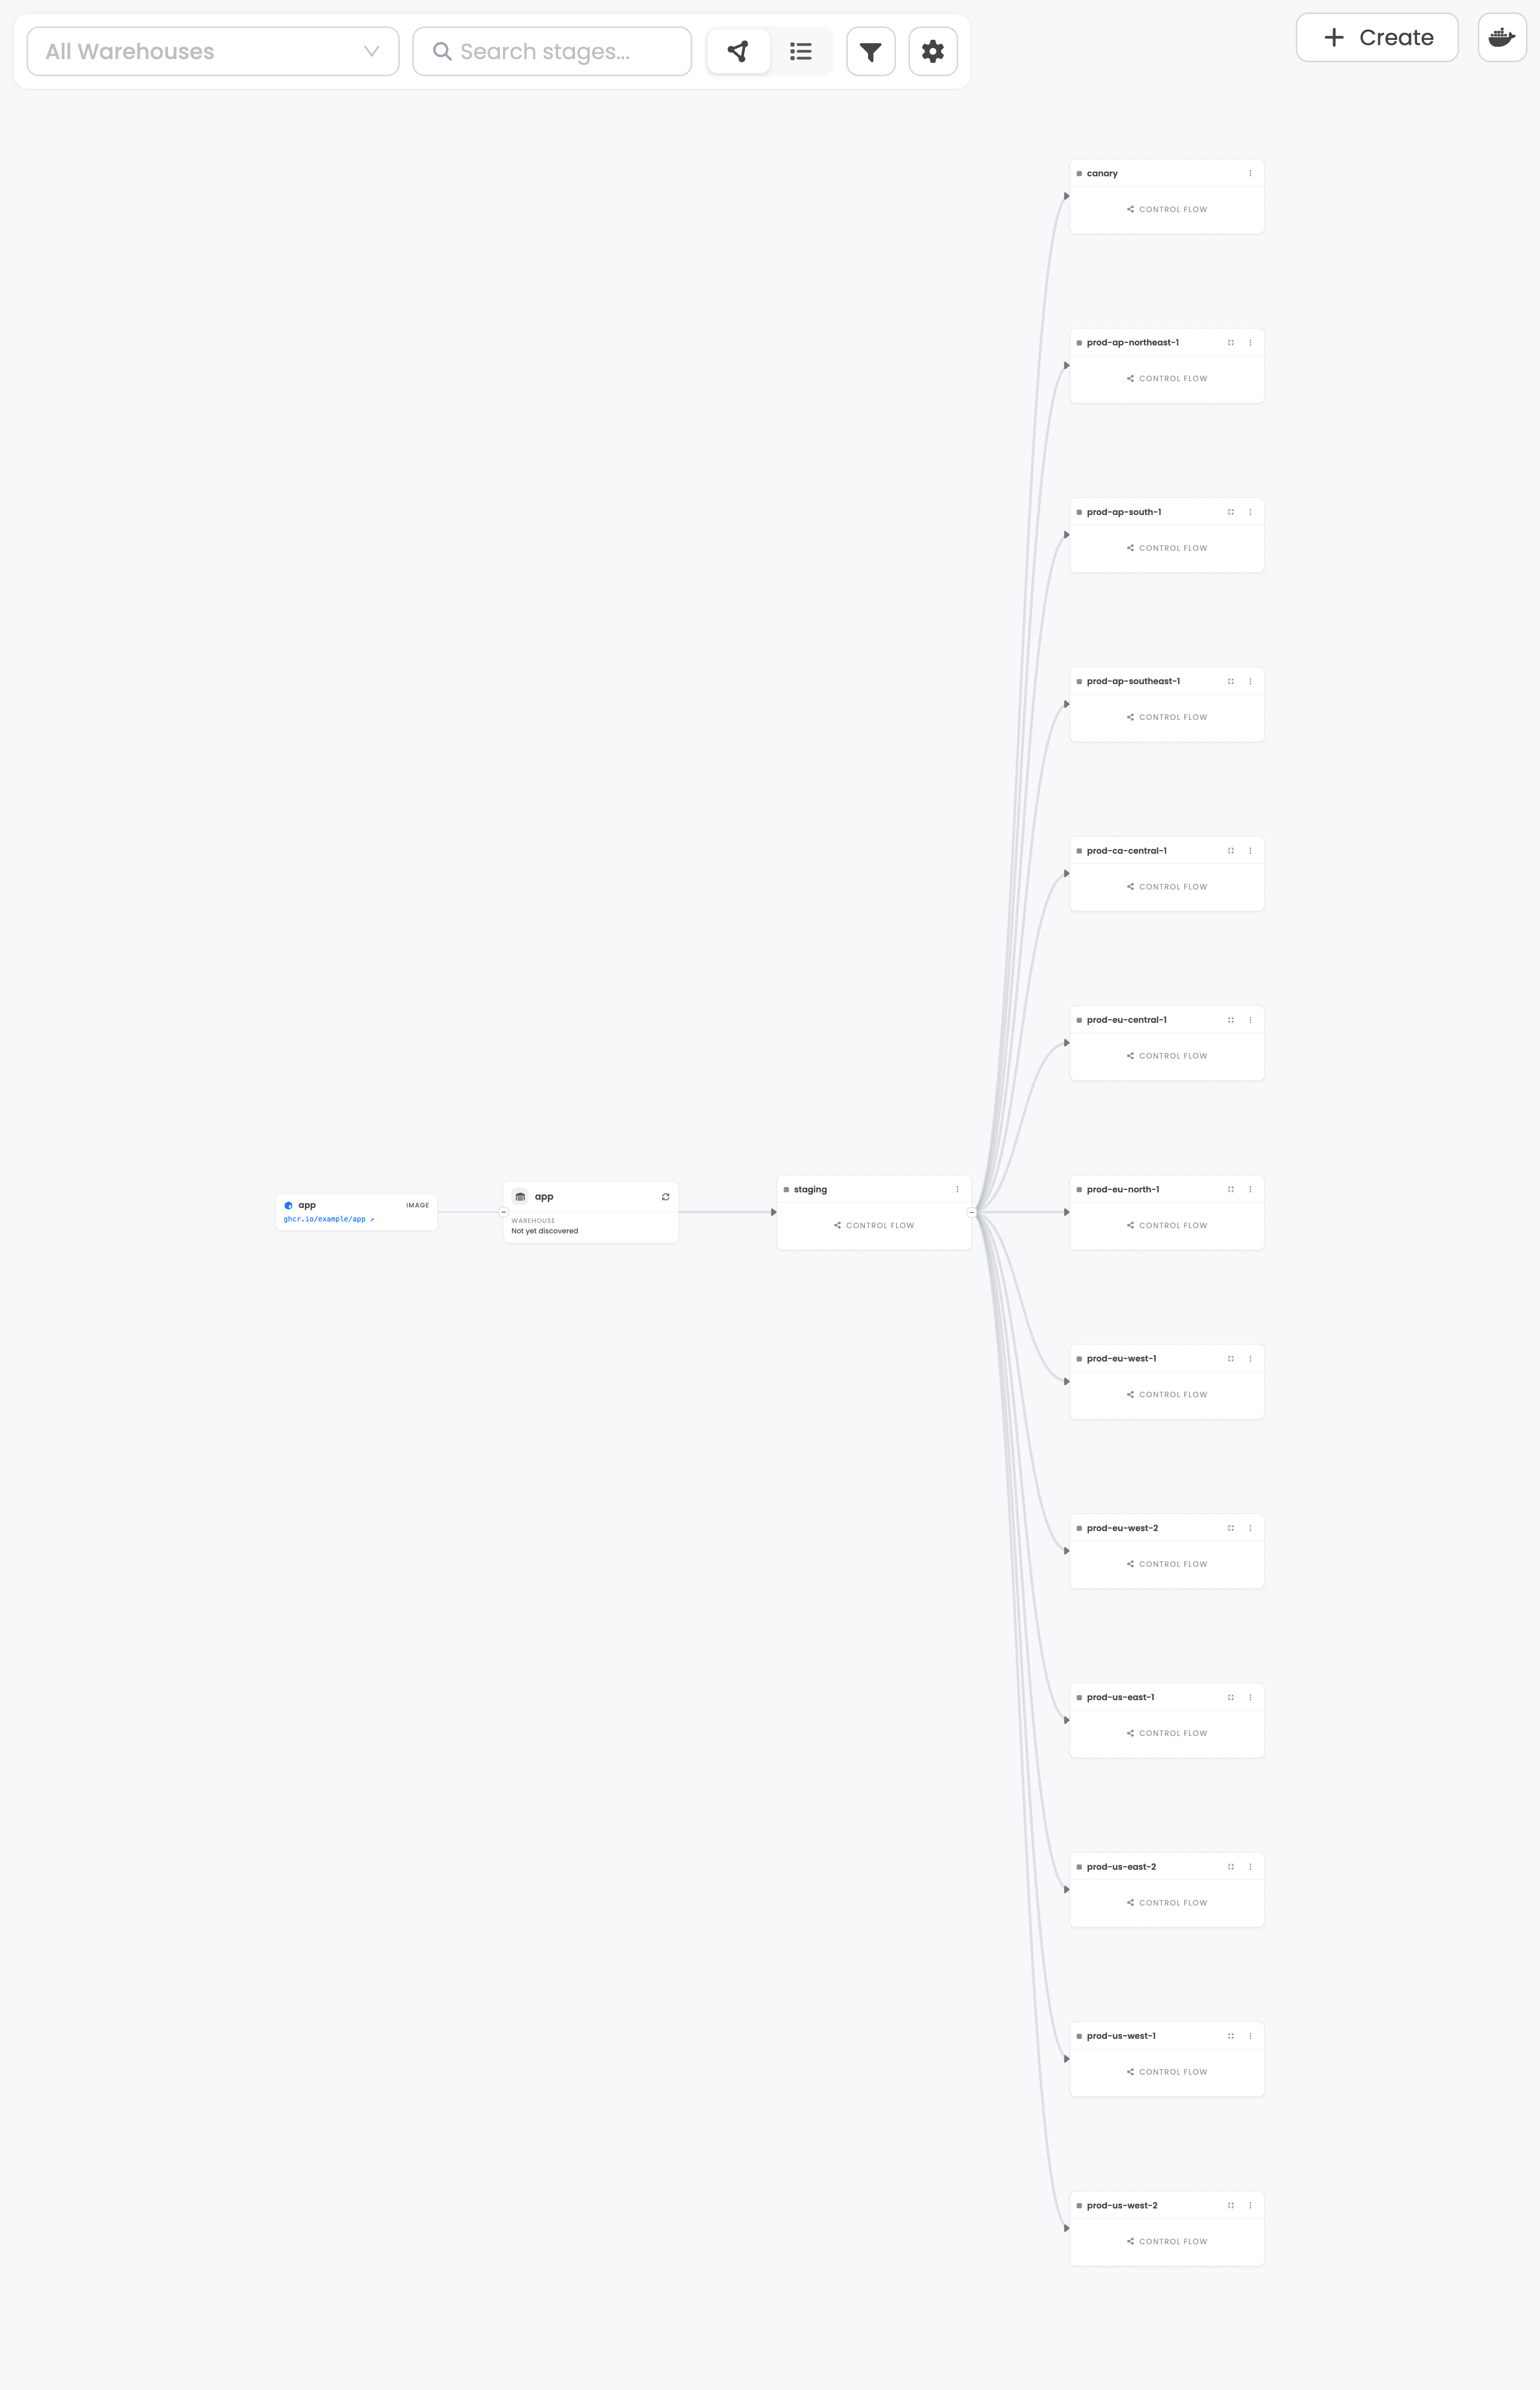 All Warehouses
Search stages...
Create
canary
CONTROL FLOW
prod-ap-northeast-1
CONTROL FLOW
prod-ap-south-1
CONTROL FLOW
prod-ap-southeast-1
CONTROL FLOW
prod-ca-central-1
CONTROL FLOW
prod-eu-central-1
CONTROL FLOW
app IMAGE
ghcr.io/example/app ↗
app
WAREHOUSE
Not yet discovered
staging
CONTROL FLOW
prod-eu-north-1
CONTROL FLOW
prod-eu-west-1
CONTROL FLOW
prod-eu-west-2
CONTROL FLOW
prod-us-east-1
CONTROL FLOW
prod-us-east-2
CONTROL FLOW
prod-us-west-1
CONTROL FLOW
prod-us-west-2
CONTROL FLOW